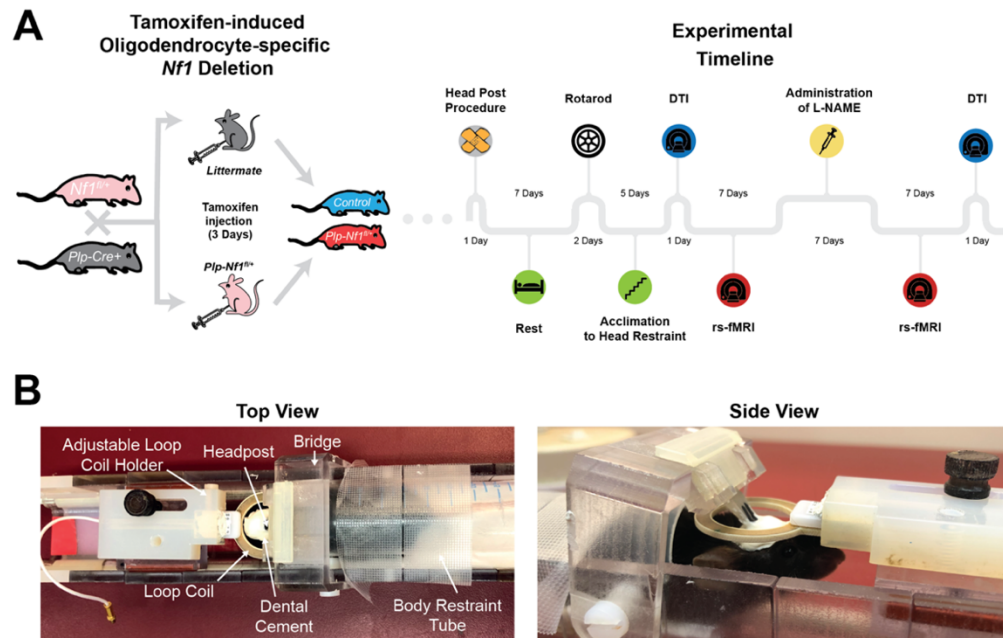 A
Tamoxifen-induced
Oligodendrocyte-specific
Nf1 Deletion
Nf1fl/+
Plp-Cre+
Littermate
Tamoxifen
injection
(3 Days)
Plp-Nf1fl/+
Control
Plp-Nf1fl/+
Experimental
Timeline
Head Post
Procedure
Rotarod
DTI
Administration
of L-NAME
DTI
7 Days
5 Days
7 Days
7 Days
1 Day
2 Days
1 Day
7 Days
1 Day
Rest
Acclimation
to Head Restraint
rs-fMRI
rs-fMRI
B
Top View
Adjustable Loop
Coil Holder
Headpost
Bridge
Loop Coil
Dental
Cement
Body Restraint
Tube
Side View